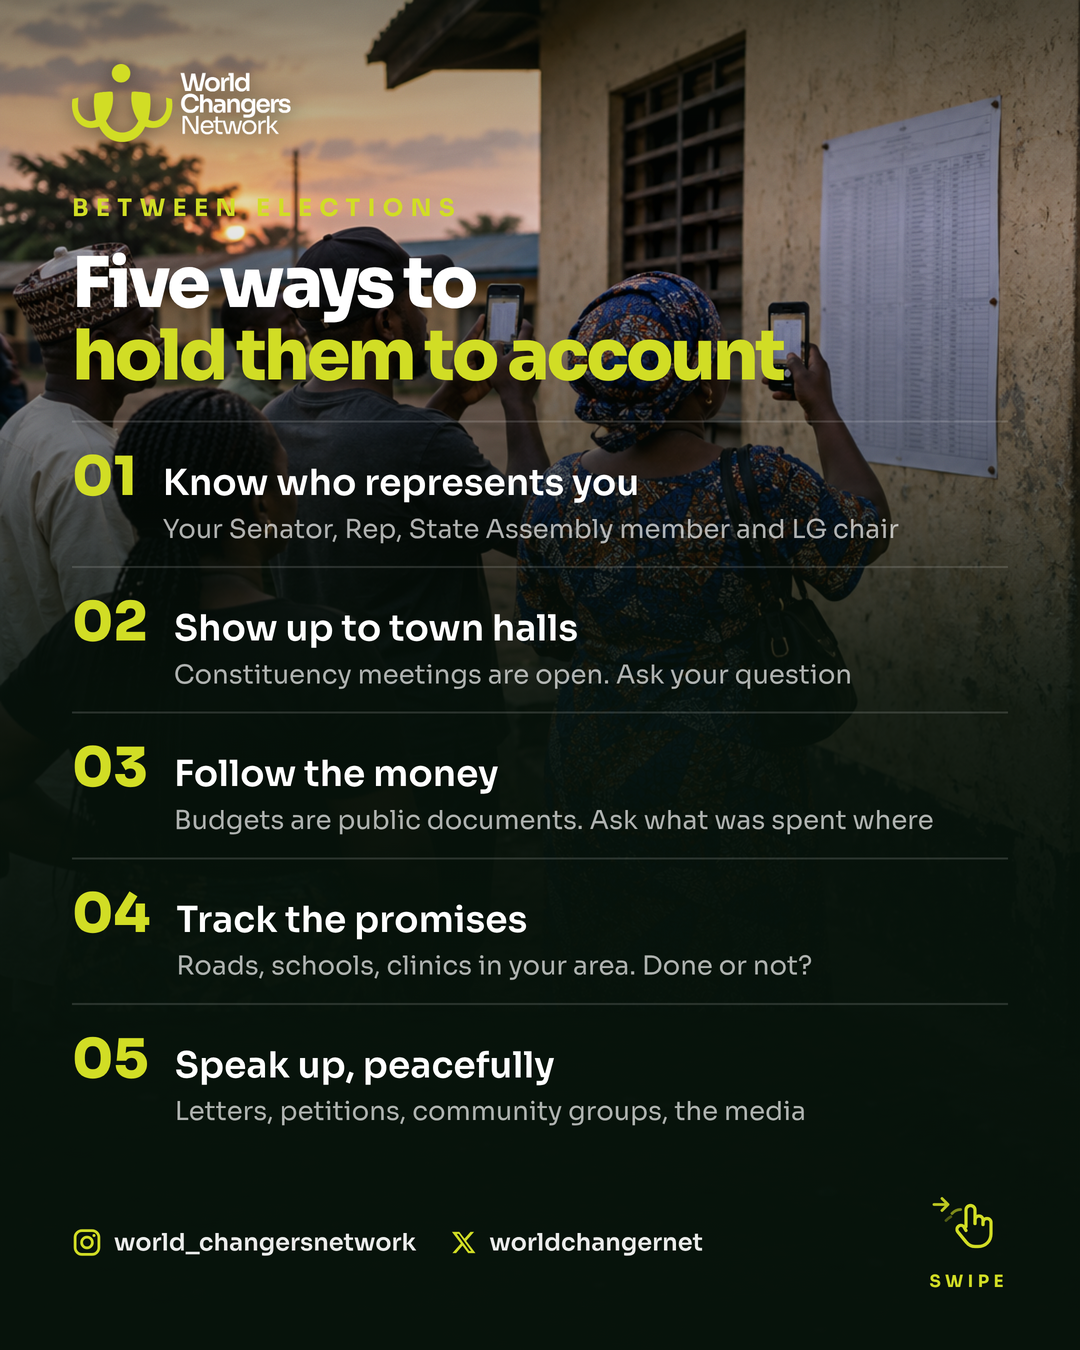 World
Changers
Network
BETWEEN ELECTIONS
Five ways to
hold them to account
01 Know who represents you
Your Senator, Rep, State Assembly member and LG chair
02 Show up to town halls
Constituency meetings are open. Ask your question
03 Follow the money
Budgets are public documents. Ask what was spent where
04 Track the promises
Roads, schools, clinics in your area. Done or not?
05 Speak up, peacefully
Letters, petitions, community groups, the media
world_changersnetwork X worldchangernet
SWIPE